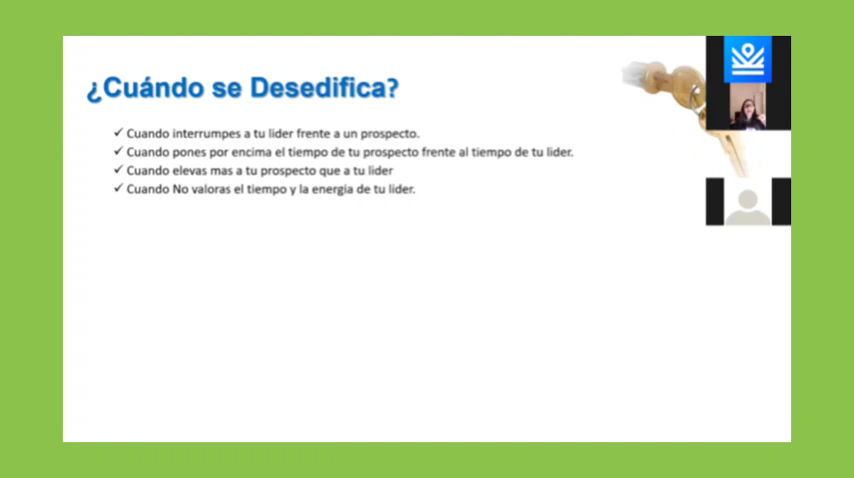 ¿Cuándo se Desedifica?
✓ Cuando interrumpes a tu lider frente a un prospecto.
✓ Cuando pones por encima el tiempo de tu prospecto frente al tiempo de tu lider.
✓ Cuando elevas mas a tu prospecto que a tu lider
✓ Cuando No valoras el tiempo y la energia de tu lider.